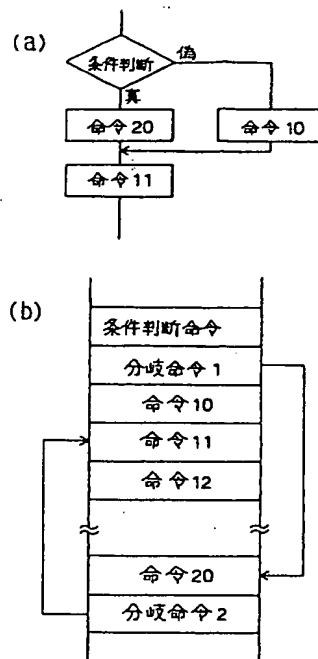 (a)
条件判断
偽
真
命令20
命令10
命令11
(b)
条件判断命令
分岐命令1
命令10
命令11
命令12
命令20
分岐命令2